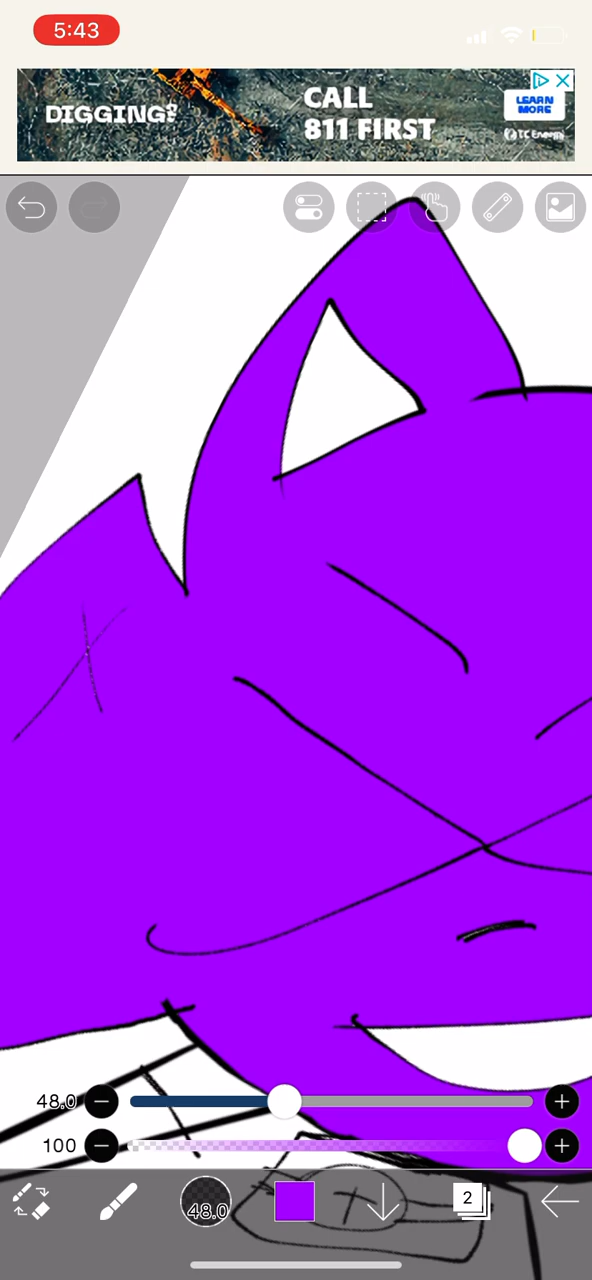 5:43
DIGGING?
CALL
811 FIRST
LEARN
MORE
TC Energy
48.0
100
48.0
2